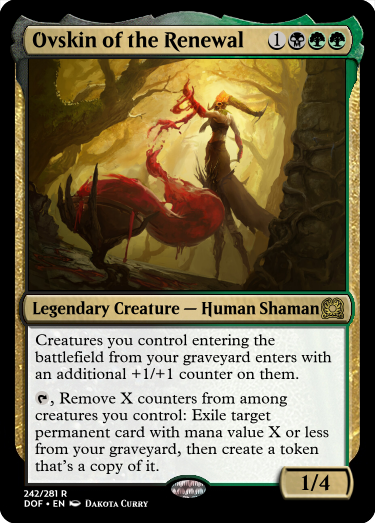 Ovskin of the Renewal 1
Legendary Creature — Human Shaman
Creatures you control entering the
battlefield from your graveyard enters with
an additional +1/+1 counter on them.
, Remove X counters from among
creatures you control: Exile target
permanent card with mana value X or less
from your graveyard, then create a token
that's a copy of it.
1/4
242/281 R
DOF • EN Dakota Curry